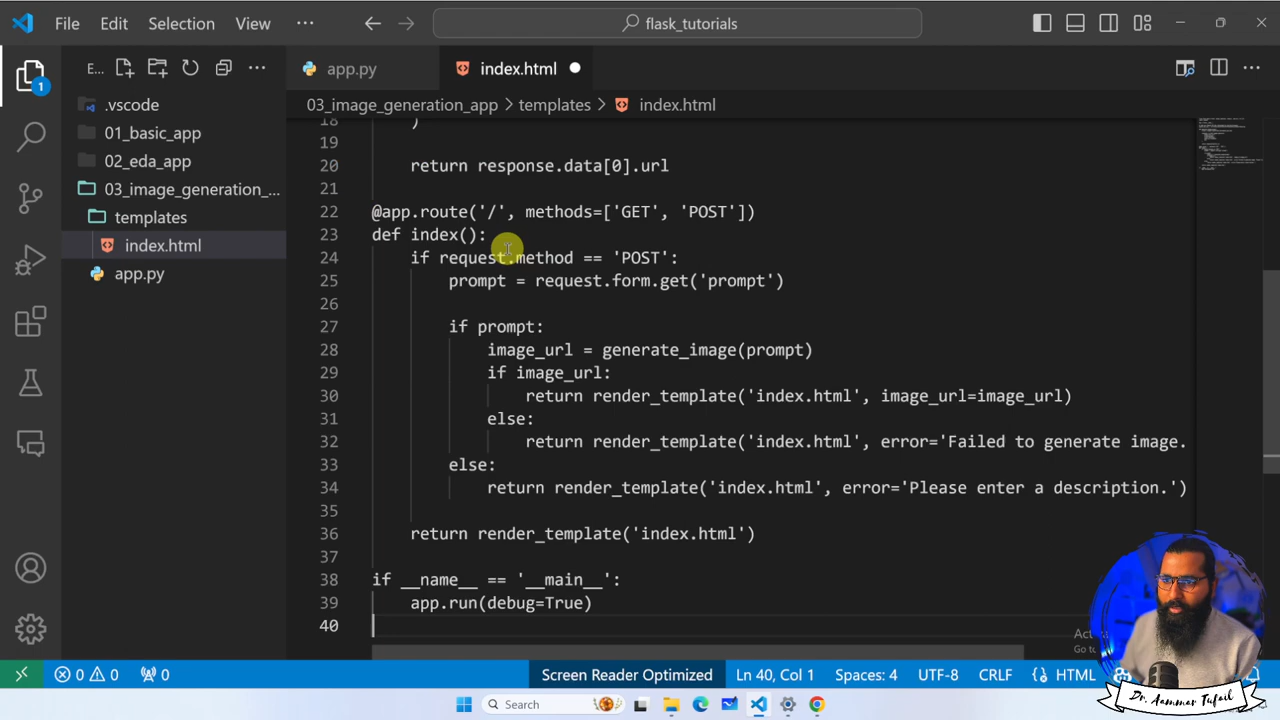 File Edit Selection View ··· flask_tutorials
E... app.py index.html
03_image_generation_app > templates > index.html
.vscode
01_basic_app
02_eda_app
03_image_generation_...
templates
index.html
app.py
1
18 )
19
20 return response.data[0].url
21
22 @app.route('/', methods=['GET', 'POST'])
23 def index():
24 if request.method == 'POST':
25 prompt = request.form.get('prompt')
26
27 if prompt:
28 image_url = generate_image(prompt)
29 if image_url:
30 return render_template('index.html', image_url=image_url)
31 else:
32 return render_template('index.html', error='Failed to generate image.
33 else:
34 return render_template('index.html', error='Please enter a description.')
35
36 return render_template('index.html')
37
38 if __name__ == '__main__':
39 app.run(debug=True)
40
Go to
0 0 0 Screen Reader Optimized Ln 40, Col 1 Spaces: 4 UTF-8 CRLF {} HTML
Search
Dr. Aammar Tufail